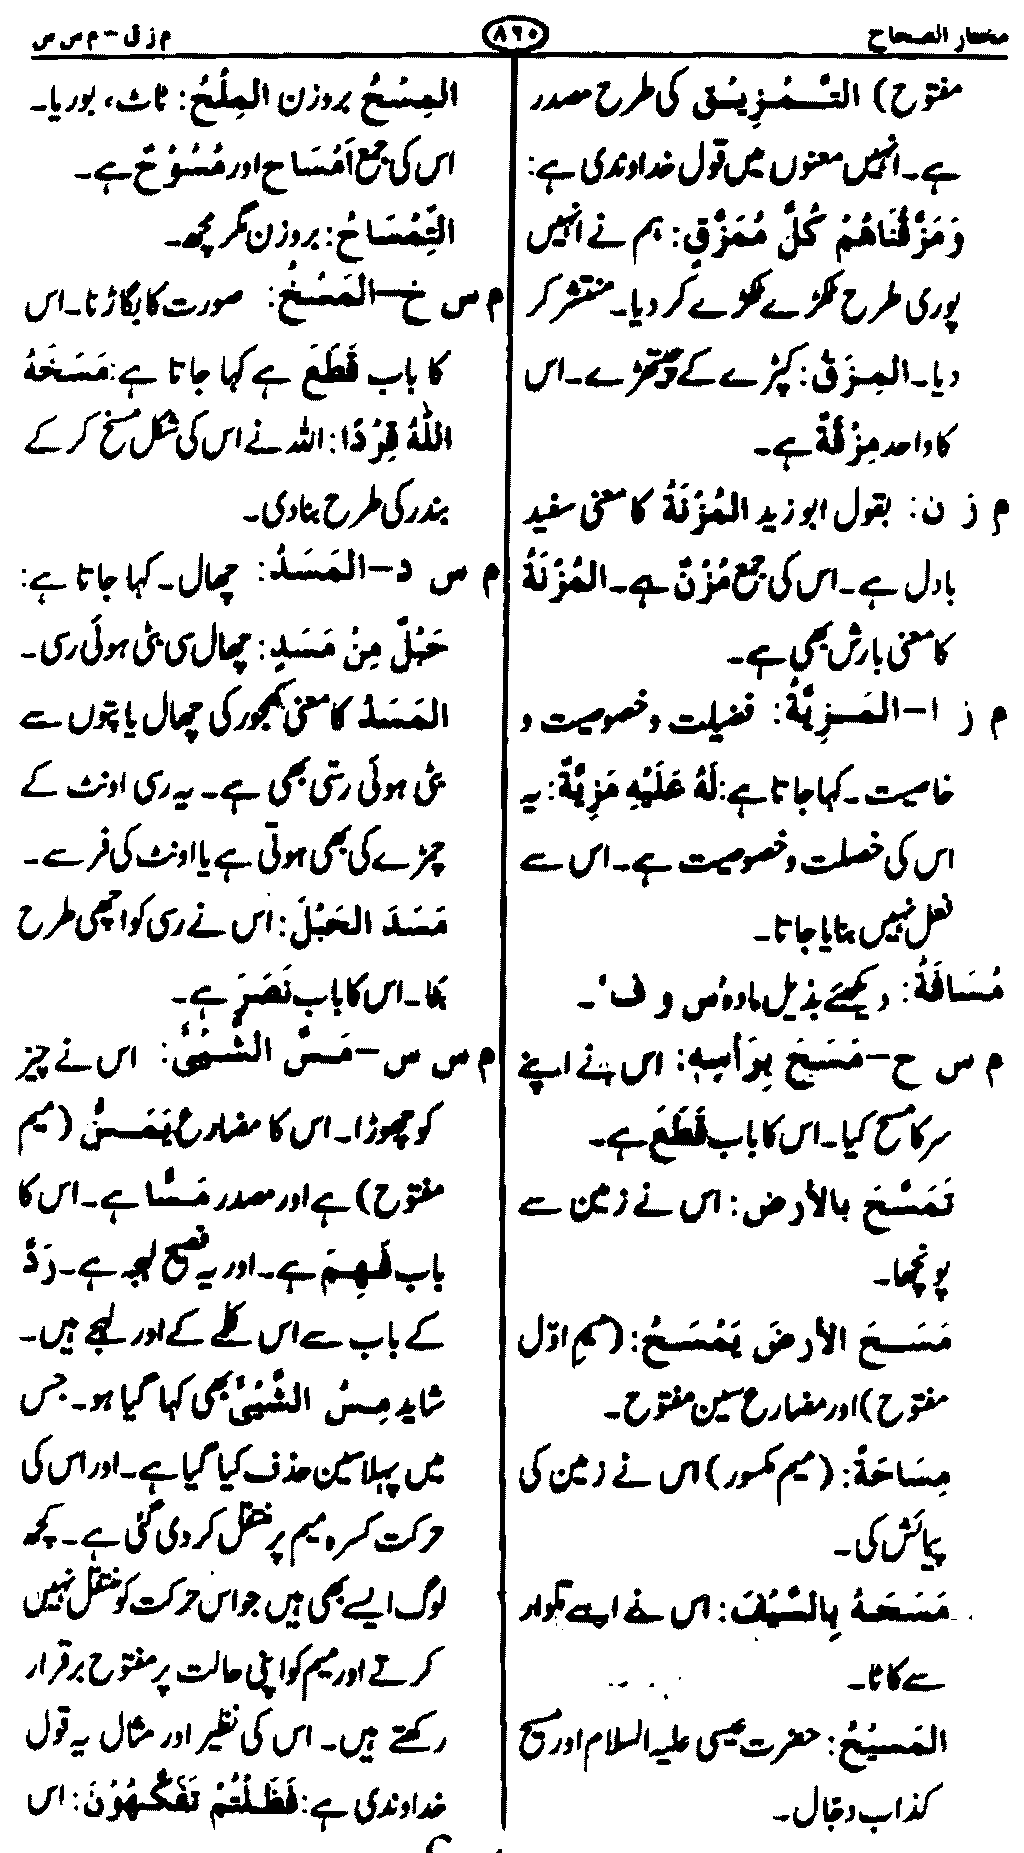 مختار الصحاح
۸۶۵
م ز ق – م س س
مفتوح) التَّمْزِيْق کی طرح مصدر
ہے۔ انہیں معنوں میں قول خداوندی ہے:
وَمَزَّقْنَاهُمْ كُلَّ مُمَزَّقٍ: ہم نے انہیں
پوری طرح ٹکڑے ٹکڑے کر دیا۔ منتشر کر
دیا۔ المِزَقُ: کپڑے کے چیتھڑے۔ اس
کا واحد مِزْقَةٌ ہے۔
م ز ن: بقول ابوزید المُزْنَةُ کا معنی سفید
بادل ہے۔ اس کی جمع مُزْنٌ ہے۔ المُزْنَةُ
کا معنی بارش بھی ہے۔
م ز ا – المَزِيَّةُ: فضیلت و خصوصیت و
خاصیت۔ کہا جاتا ہے: لَهُ عَلَيْهِ مَزِيَّةٌ: یہ
اس کی خصلت و خصوصیت ہے۔ اس سے
فعل نہیں بنایا جاتا۔
مُسَافَةُ: دیکھئے بذیل مادہ 'س و ف'۔
م س ح – مَسَحَ بِرَأسِهِ: اس نے اپنے
سر کا مسح کیا۔ اس کا باب قَطَعَ ہے۔
تَمَسَّحَ بالأرض: اس نے زمین سے
پونچھا۔
مَسَحَ الأرضَ يَمْسَحُ: (میم اوّل
مفتوح) اور مضارع سین مفتوح۔
مِسَاحَةً: (میم مکسور) اس نے زمین کی
پیمائش کی۔
مَسَحَهُ بِالسَّيْفِ: اس نے اسے تلوار
سے کاٹا۔
المَسِيْحُ: حضرت عیسی علیہ السلام اور مسیح
کذاب دجال۔
المِسْحُ بروزن المِلْحُ: ٹاٹ، بوریا۔
اس کی جمع اَمْسَاح اور مُسُوْحٌ ہے۔
التِّمْسَاحُ: بروزن مگرمچھ۔
م س خ – المَسْخُ: صورت کا بگاڑنا۔ اس
کا باب قَطَعَ ہے کہا جاتا ہے: مَسَخَهُ
اللّٰهُ قِرْدًا: اللہ نے اس کی شکل مسخ کر کے
بندر کی طرح بنا دی۔
م س د – المَسَدُ: چھال۔ کہا جاتا ہے:
حَبْلٌ مِنْ مَسَدٍ: چھال سی بٹی ہوئی رسی۔
المَسَدُ کا معنی کھجور کی چھال یا پتوں سے
بٹی ہوئی رسّی بھی ہے۔ یہ رسی اونٹ کے
چمڑے کی بھی ہوتی ہے یا اونٹ کی فر سے۔
مَسَدَ الحَبْلَ: اس نے رسی کو اچھی طرح
بٹا۔ اس کا باب نَصَرَ ہے۔
م س س – مَسَّ الشَّيْئَ: اس نے چیز
کو چھوڑا۔ اس کا مضارع يَمَسُّ (میم
مفتوح) ہے اور مصدر مَسًّا ہے۔ اس کا
باب فَهِمَ ہے۔ اور یہ فصیح لہجہ ہے۔ رَدَّ
کے باب سے اس کلمے کے اور لہجے ہیں۔
شاید مِسْ الشَّيْئَ بھی کہا گیا ہو۔ جس
میں پہلا سین حذف کیا گیا ہے۔ اور اس کی
حرکت کسرہ میم پر منتقل کر دی گئی ہے۔ کچھ
لوگ ایسے بھی ہیں جو اس حرکت کو منتقل نہیں
کرتے اور میم کو اپنی حالت پر مفتوح برقرار
رکھتے ہیں۔ اس کی نظیر اور مثال یہ قول
خداوندی ہے: فَظَلْتُمْ تَفَكَّهُوْنَ: اس